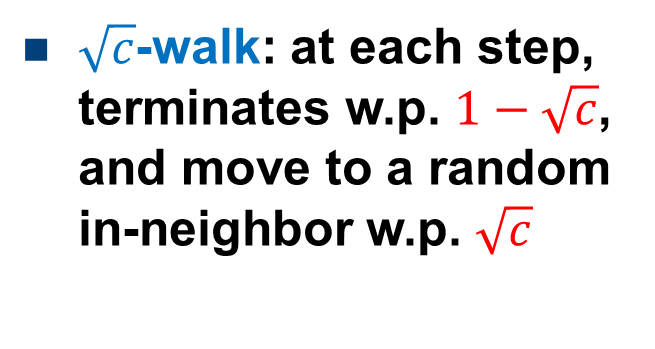 ■ √c-walk: at each step,
terminates w.p. 1 − √c,
and move to a random
in-neighbor w.p. √c